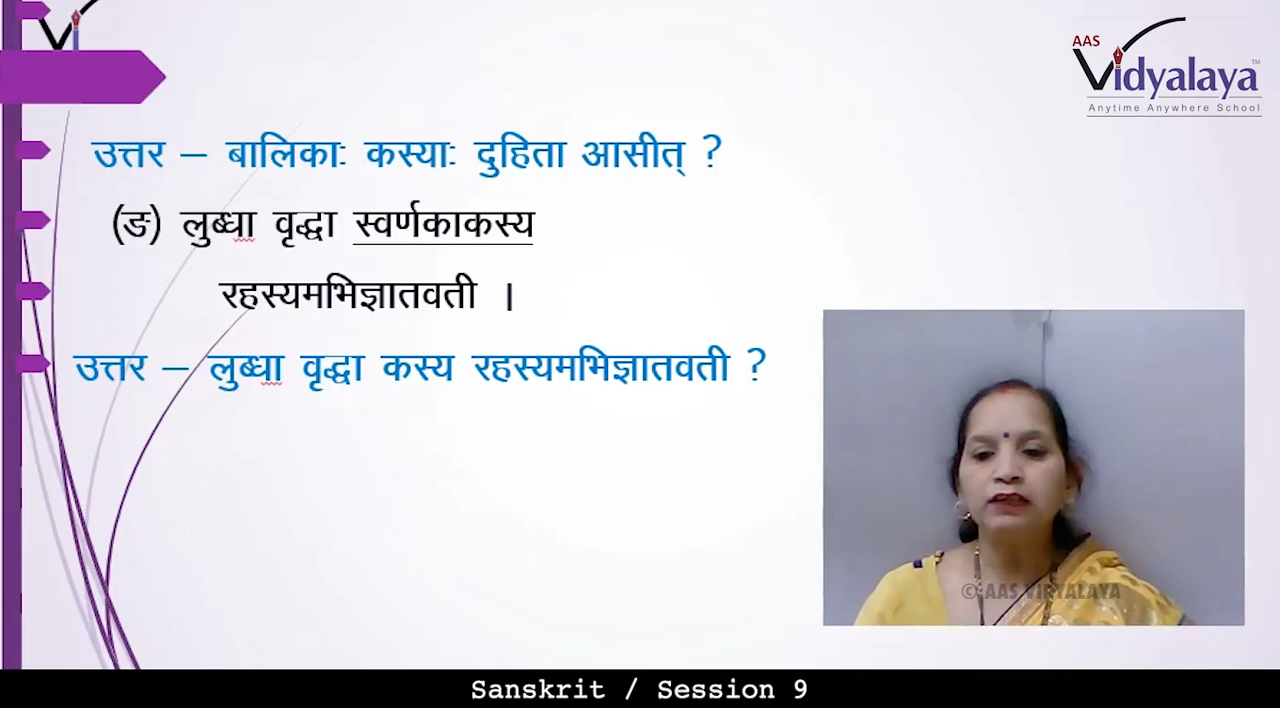 AAS
Vidyalaya
TM
Anytime Anywhere School
उत्तर – बालिकाः कस्याः दुहिता आसीत् ?
(ङ) लुब्धा वृद्धा स्वर्णकाकस्य
रहस्यमभिज्ञातवती ।
उत्तर – लुब्धा वृद्धा कस्य रहस्यमभिज्ञातवती ?
© AAS VIDYALAYA
Sanskrit / Session 9